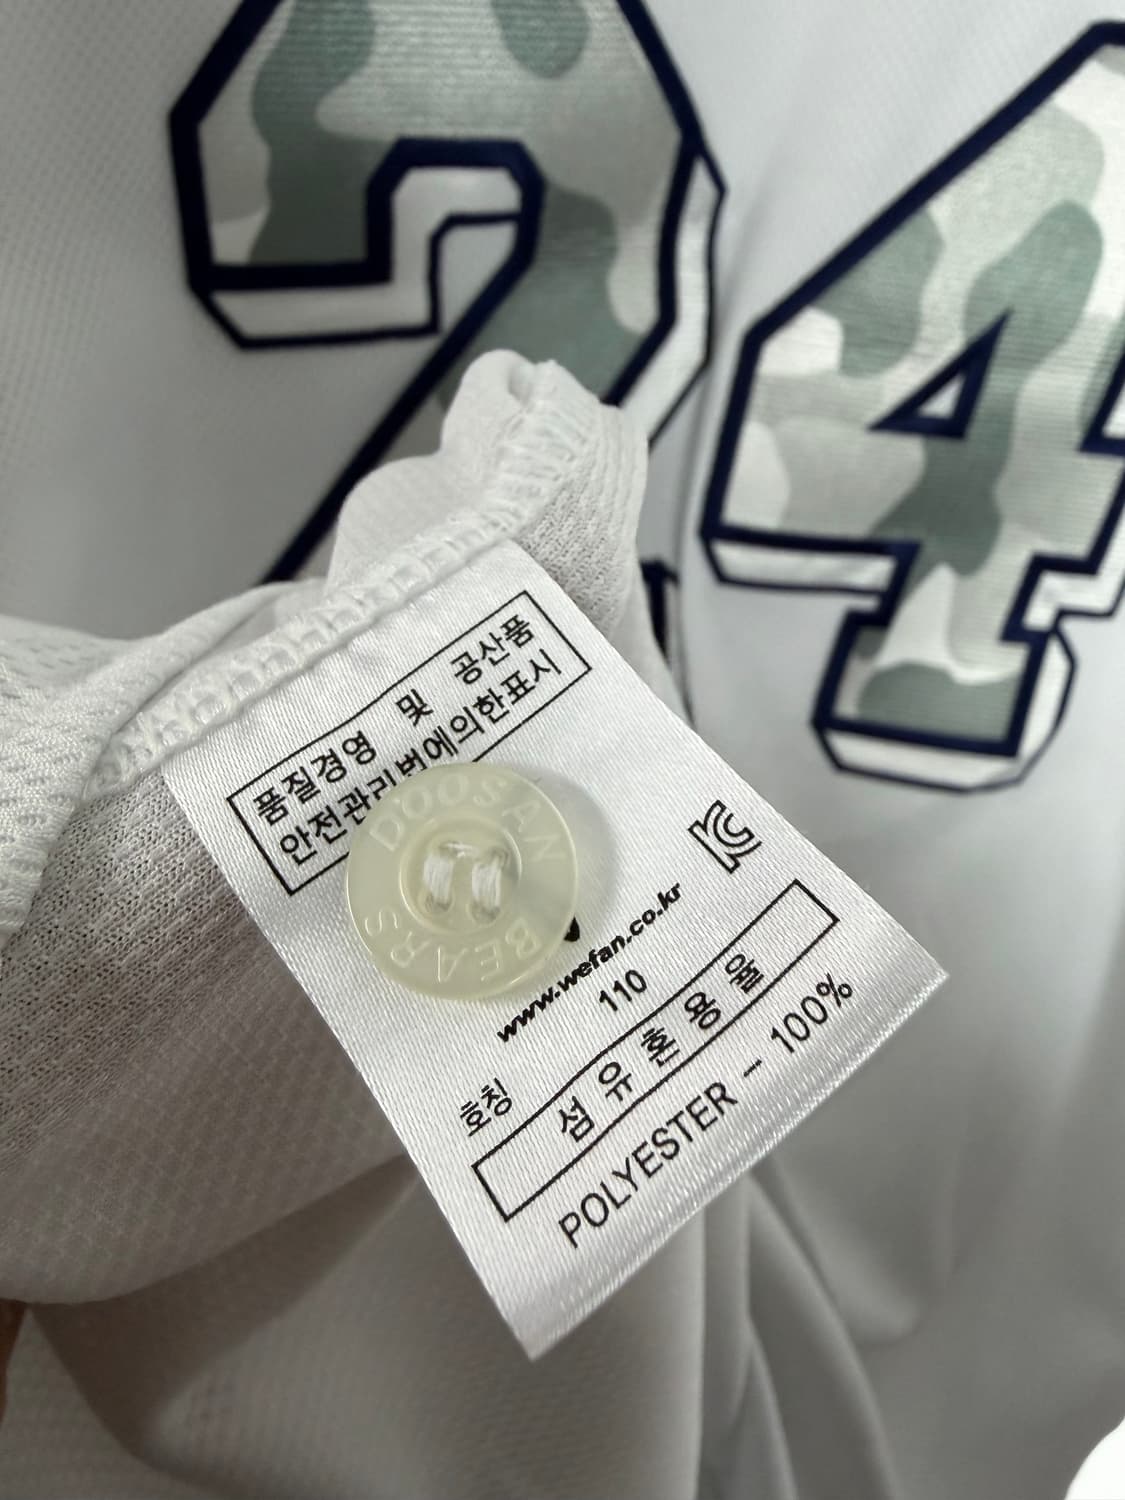 24
품질경영 및 공산품
안전관리법에의한표시
DOOSAN
BEARS
www.wefan.co.kr
호칭 110
섬유혼용율
POLYESTER — 100%